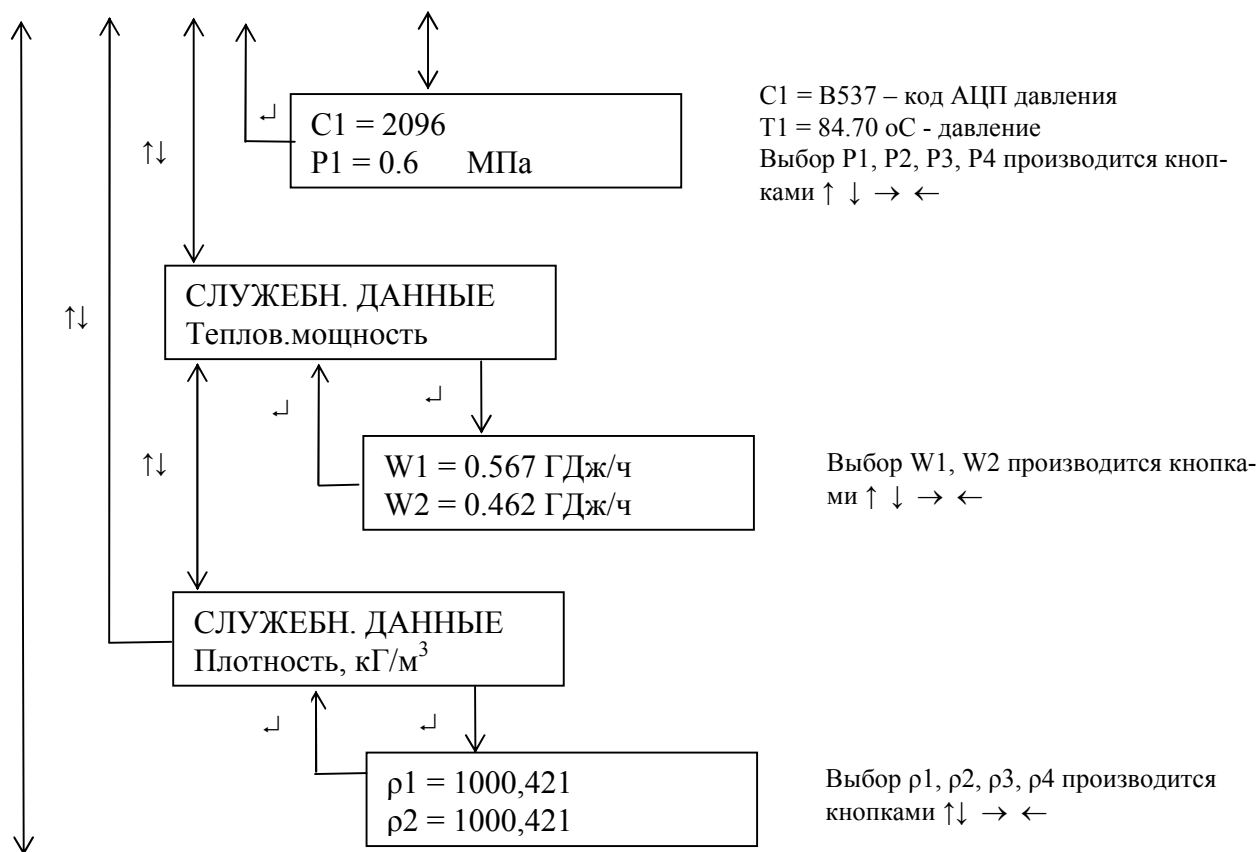 ↵
C1 = 2096
P1 = 0.6 МПа
C1 = B537 – код АЦП давления
T1 = 84.70 оС - давление
Выбор P1, P2, P3, P4 производится кноп-
ками ↑ ↓ → ←
↑↓
СЛУЖЕБН. ДАННЫЕ
Теплов.мощность
↑↓
↵ ↵
↑↓
W1 = 0.567 ГДж/ч
W2 = 0.462 ГДж/ч
Выбор W1, W2 производится кнопка-
ми ↑ ↓ → ←
СЛУЖЕБН. ДАННЫЕ
Плотность, кГ/м³
↵ ↵
ρ1 = 1000,421
ρ2 = 1000,421
Выбор ρ1, ρ2, ρ3, ρ4 производится
кнопками ↑↓ → ←